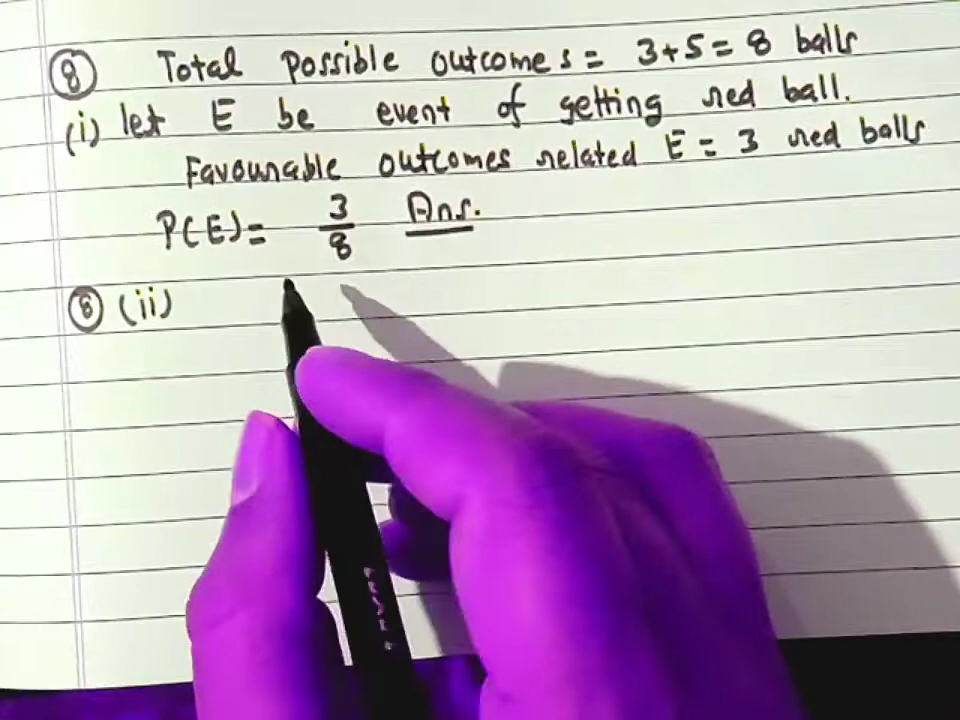 ⑧ Total possible outcomes = 3+5 = 8 balls
(i) let E be event of getting red ball.
Favourable outcomes related E = 3 red balls
P(E) = 3/8 Ans.
⑧ (ii)